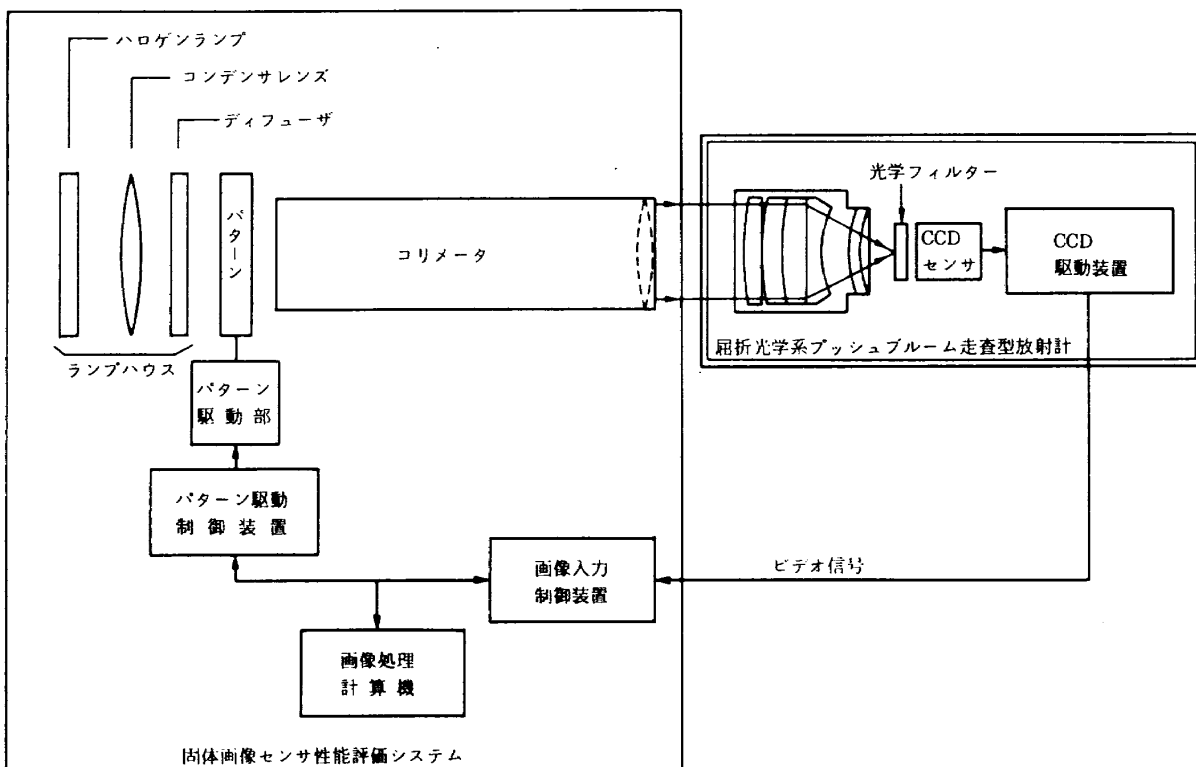 ハロゲンランプ
コンデンサレンズ
ディフューザ
パターン
コリメータ
ランプハウス
パターン
駆動部
パターン駆動
制御装置
画像入力
制御装置
画像処理
計算機
固体画像センサ性能評価システム
光学フィルター
CCD
センサ
CCD
駆動装置
屈折光学系プッシュブルーム走査型放射計
ビデオ信号